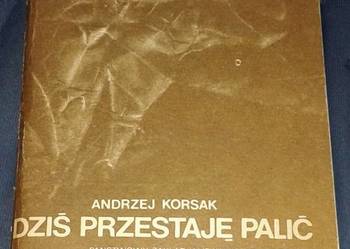 ANDRZEJ KORSAK
DZIŚ PRZESTAJĘ PALIĆ